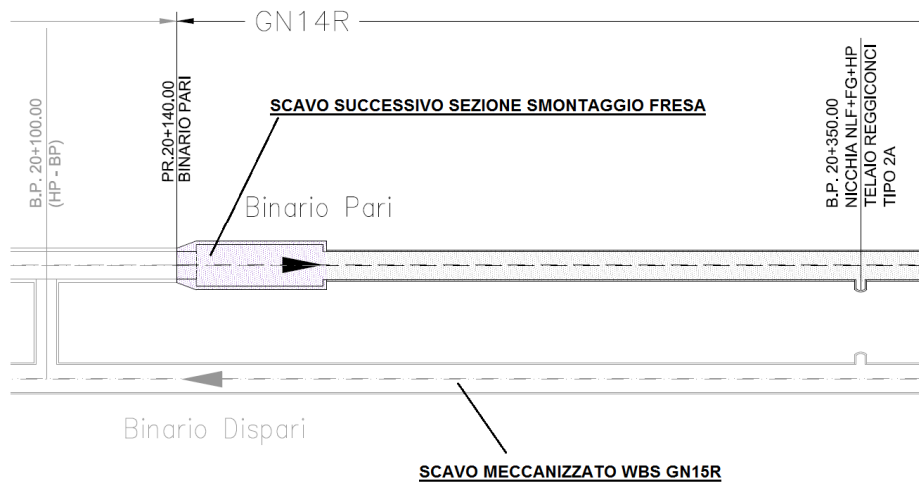 GN14R
B.P. 20+100.00
(HP - BP)
PR.20+140.00
BINARIO PARI
SCAVO SUCCESSIVO SEZIONE SMONTAGGIO FRESA
B.P. 20+350.00
NICCHIA NLF+FG+HP
TELAIO REGGICONCI
TIPO 2A
Binario Pari
Binario Dispari
SCAVO MECCANIZZATO WBS GN15R